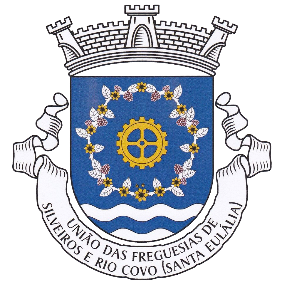 UNIÃO DAS FREGUESIAS DE
SILVEIROS E RIO COVO (SANTA EULÁLIA)